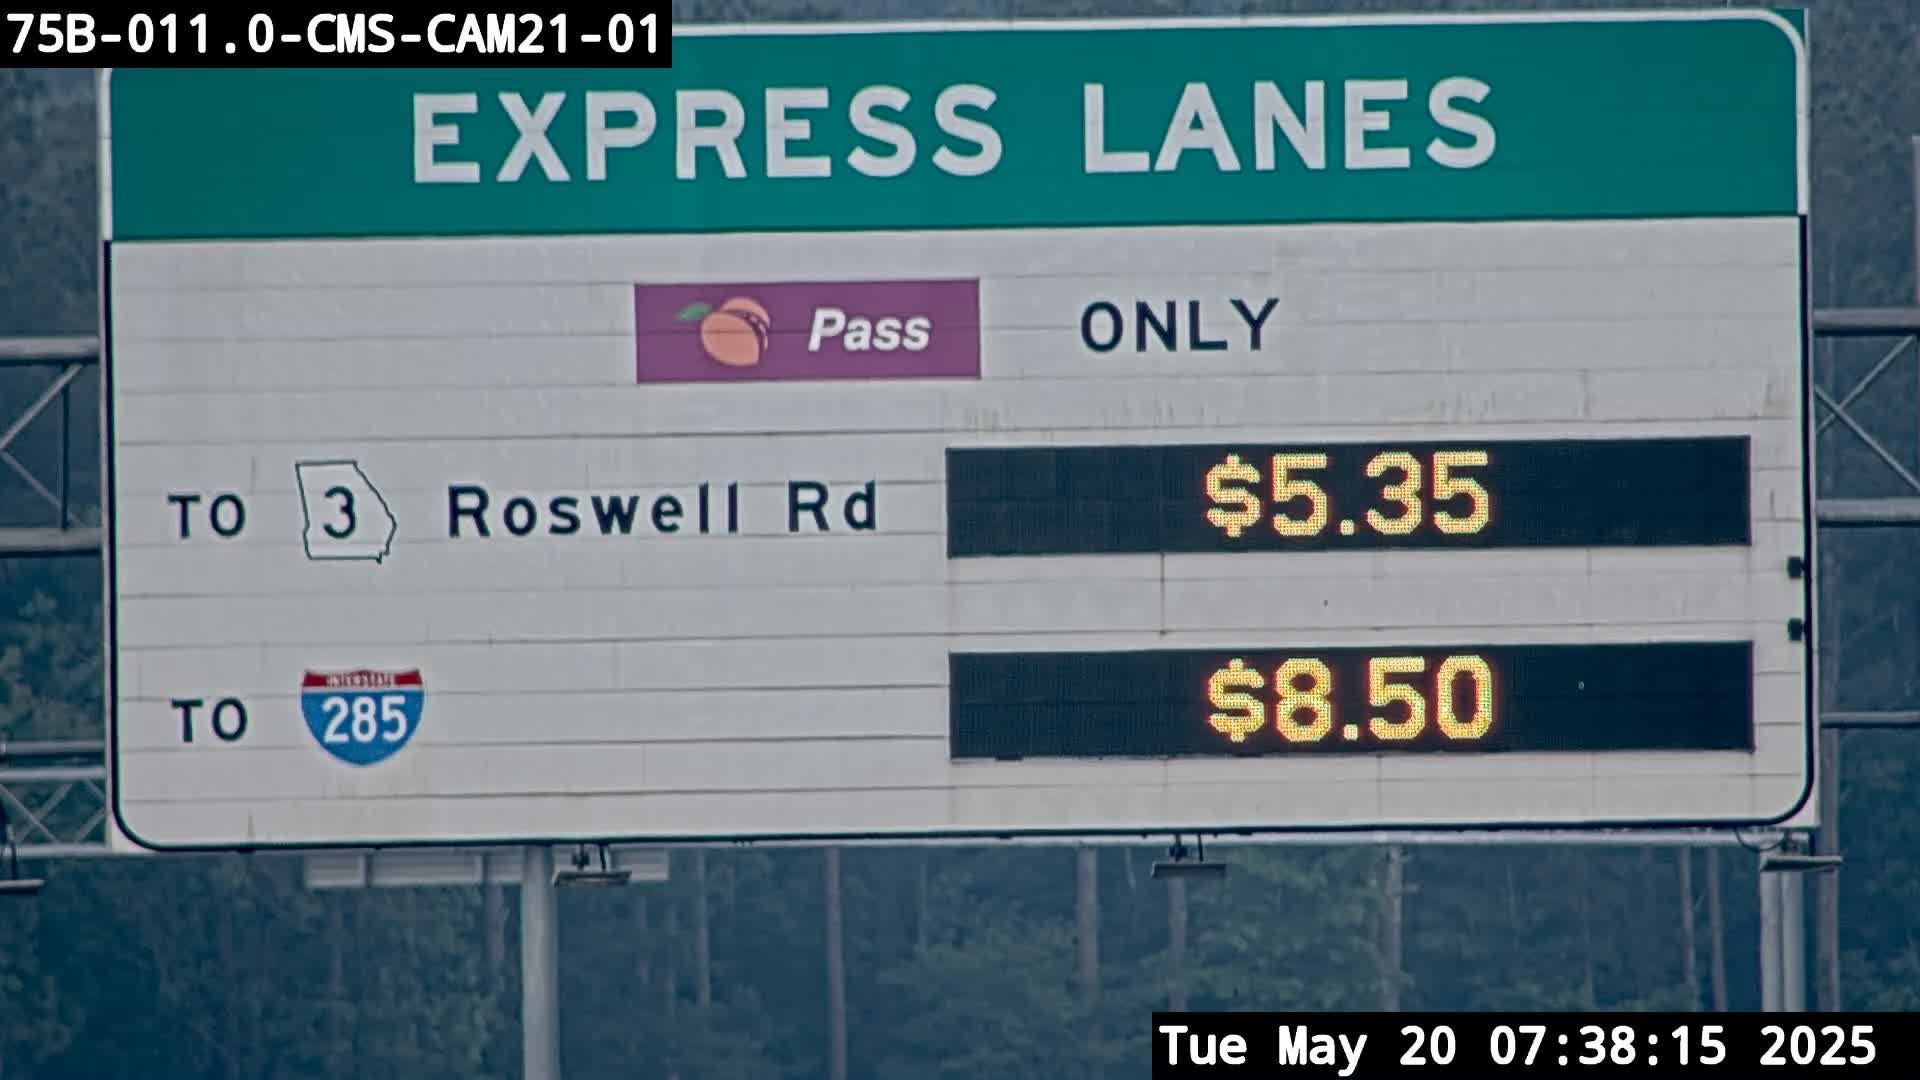 75B-011.0-CMS-CAM21-01
EXPRESS LANES
Pass ONLY
TO 3 Roswell Rd $5.35
INTERSTATE
TO 285 $8.50
Tue May 20 07:38:15 2025